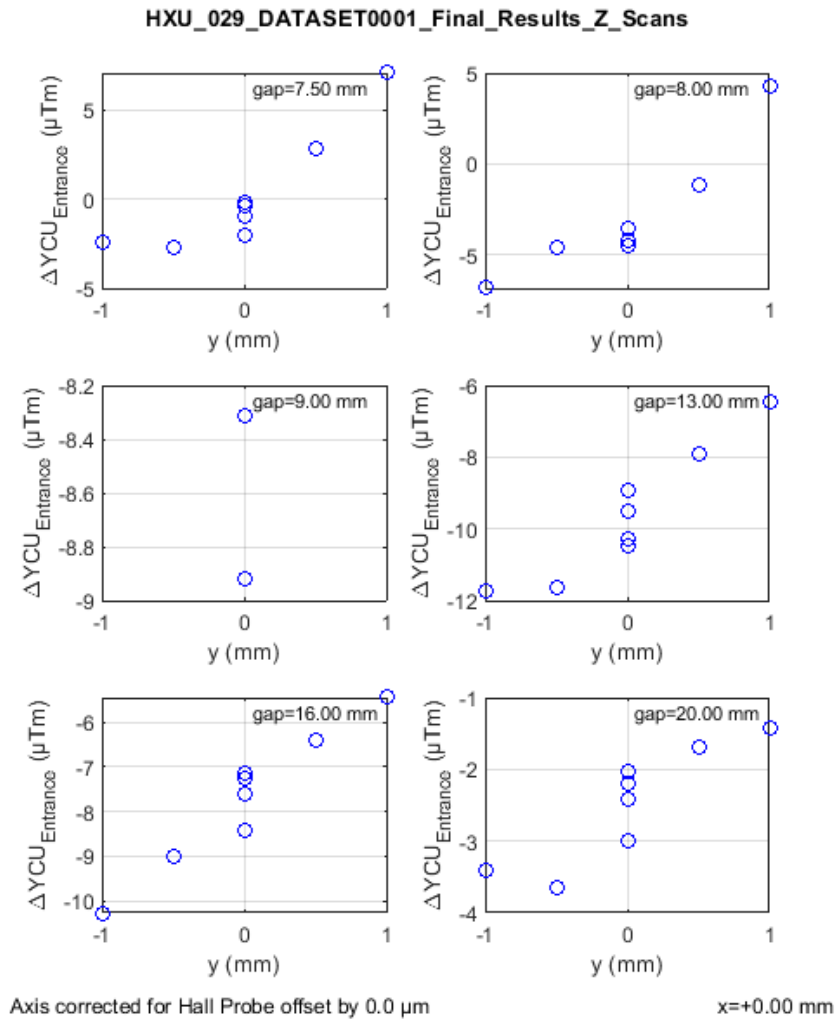 HXU_029_DATASET0001_Final_Results_Z_Scans
gap=7.50 mm
ΔYCU_Entrance (μTm)
5
0
-5
-1
0
1
y (mm)
gap=8.00 mm
ΔYCU_Entrance (μTm)
5
0
-5
-1
0
1
y (mm)
gap=9.00 mm
ΔYCU_Entrance (μTm)
-8.2
-8.4
-8.6
-8.8
-9
-1
0
1
y (mm)
gap=13.00 mm
ΔYCU_Entrance (μTm)
-6
-8
-10
-12
-1
0
1
y (mm)
gap=16.00 mm
ΔYCU_Entrance (μTm)
-6
-7
-8
-9
-10
-1
0
1
y (mm)
gap=20.00 mm
ΔYCU_Entrance (μTm)
-1
-2
-3
-4
-1
0
1
y (mm)
Axis corrected for Hall Probe offset by 0.0 μm
x=+0.00 mm